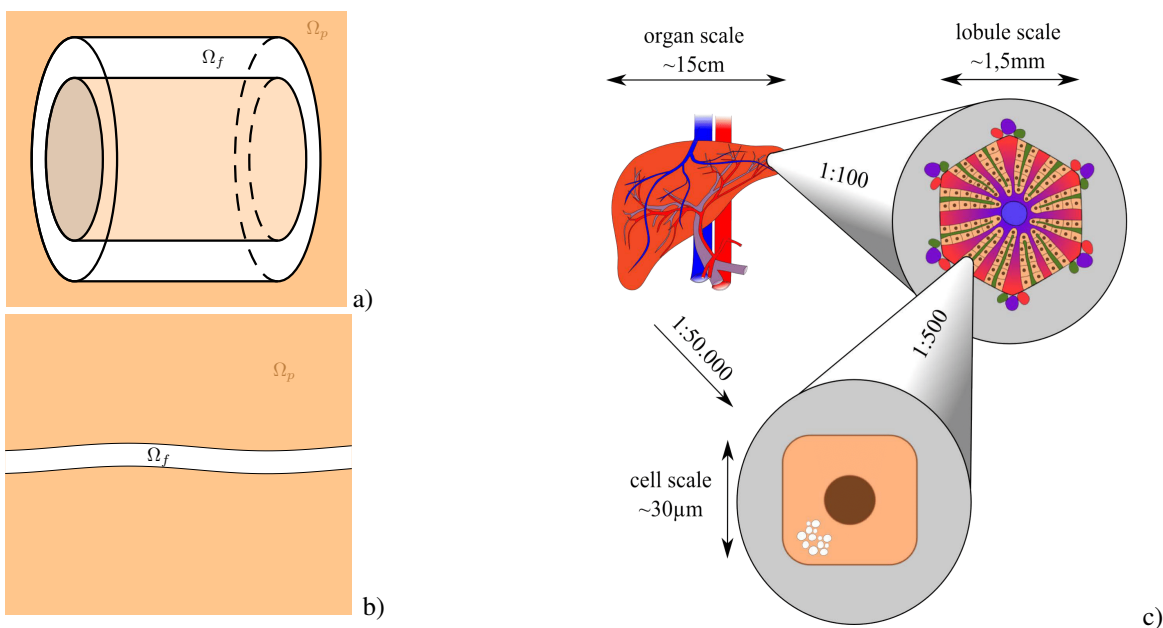 Ω_p
Ω_f
a)
Ω_p
Ω_f
b)
organ scale
~15cm
lobule scale
~1,5mm
1:100
1:500
1:50.000
cell scale
~30µm
c)